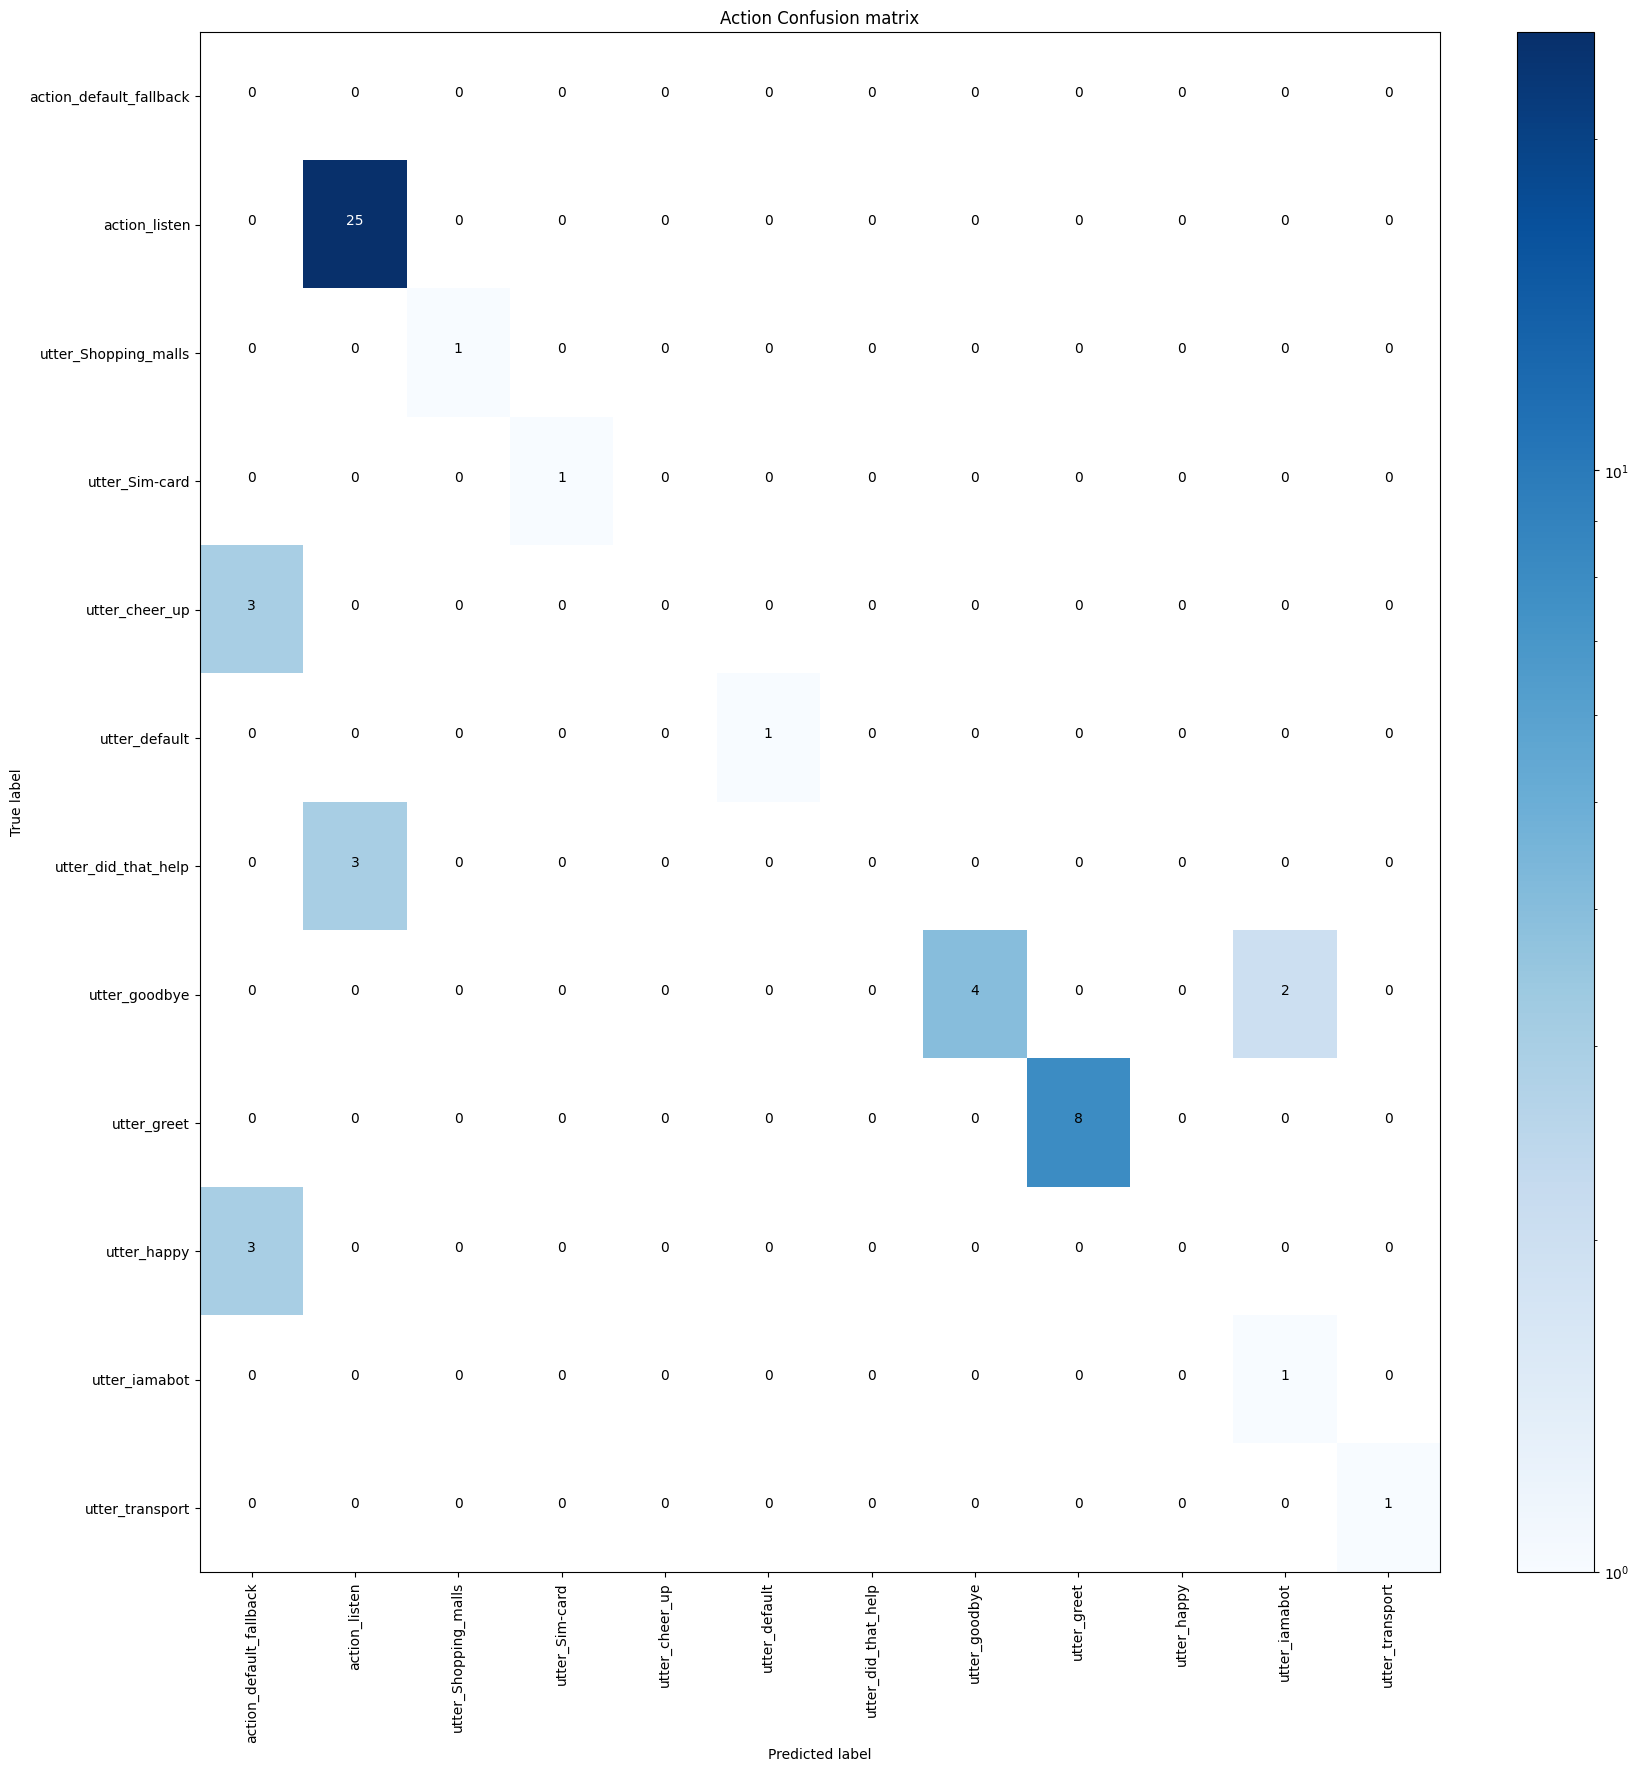 Action Confusion matrix
action_default_fallback 0 0 0 0 0 0 0 0 0 0 0 0
action_listen 0 25 0 0 0 0 0 0 0 0 0 0
utter_Shopping_malls 0 0 1 0 0 0 0 0 0 0 0 0
utter_Sim-card 0 0 0 1 0 0 0 0 0 0 0 0
10¹
utter_cheer_up 3 0 0 0 0 0 0 0 0 0 0 0
utter_default 0 0 0 0 0 1 0 0 0 0 0 0
True label
utter_did_that_help 0 3 0 0 0 0 0 0 0 0 0 0
utter_goodbye 0 0 0 0 0 0 0 4 0 0 2 0
utter_greet 0 0 0 0 0 0 0 0 8 0 0 0
utter_happy 3 0 0 0 0 0 0 0 0 0 0 0
utter_iamabot 0 0 0 0 0 0 0 0 0 0 1 0
utter_transport 0 0 0 0 0 0 0 0 0 0 0 1
10⁰
action_default_fallback
action_listen
utter_Shopping_malls
utter_Sim-card
utter_cheer_up
utter_default
utter_did_that_help
utter_goodbye
utter_greet
utter_happy
utter_iamabot
utter_transport
Predicted label